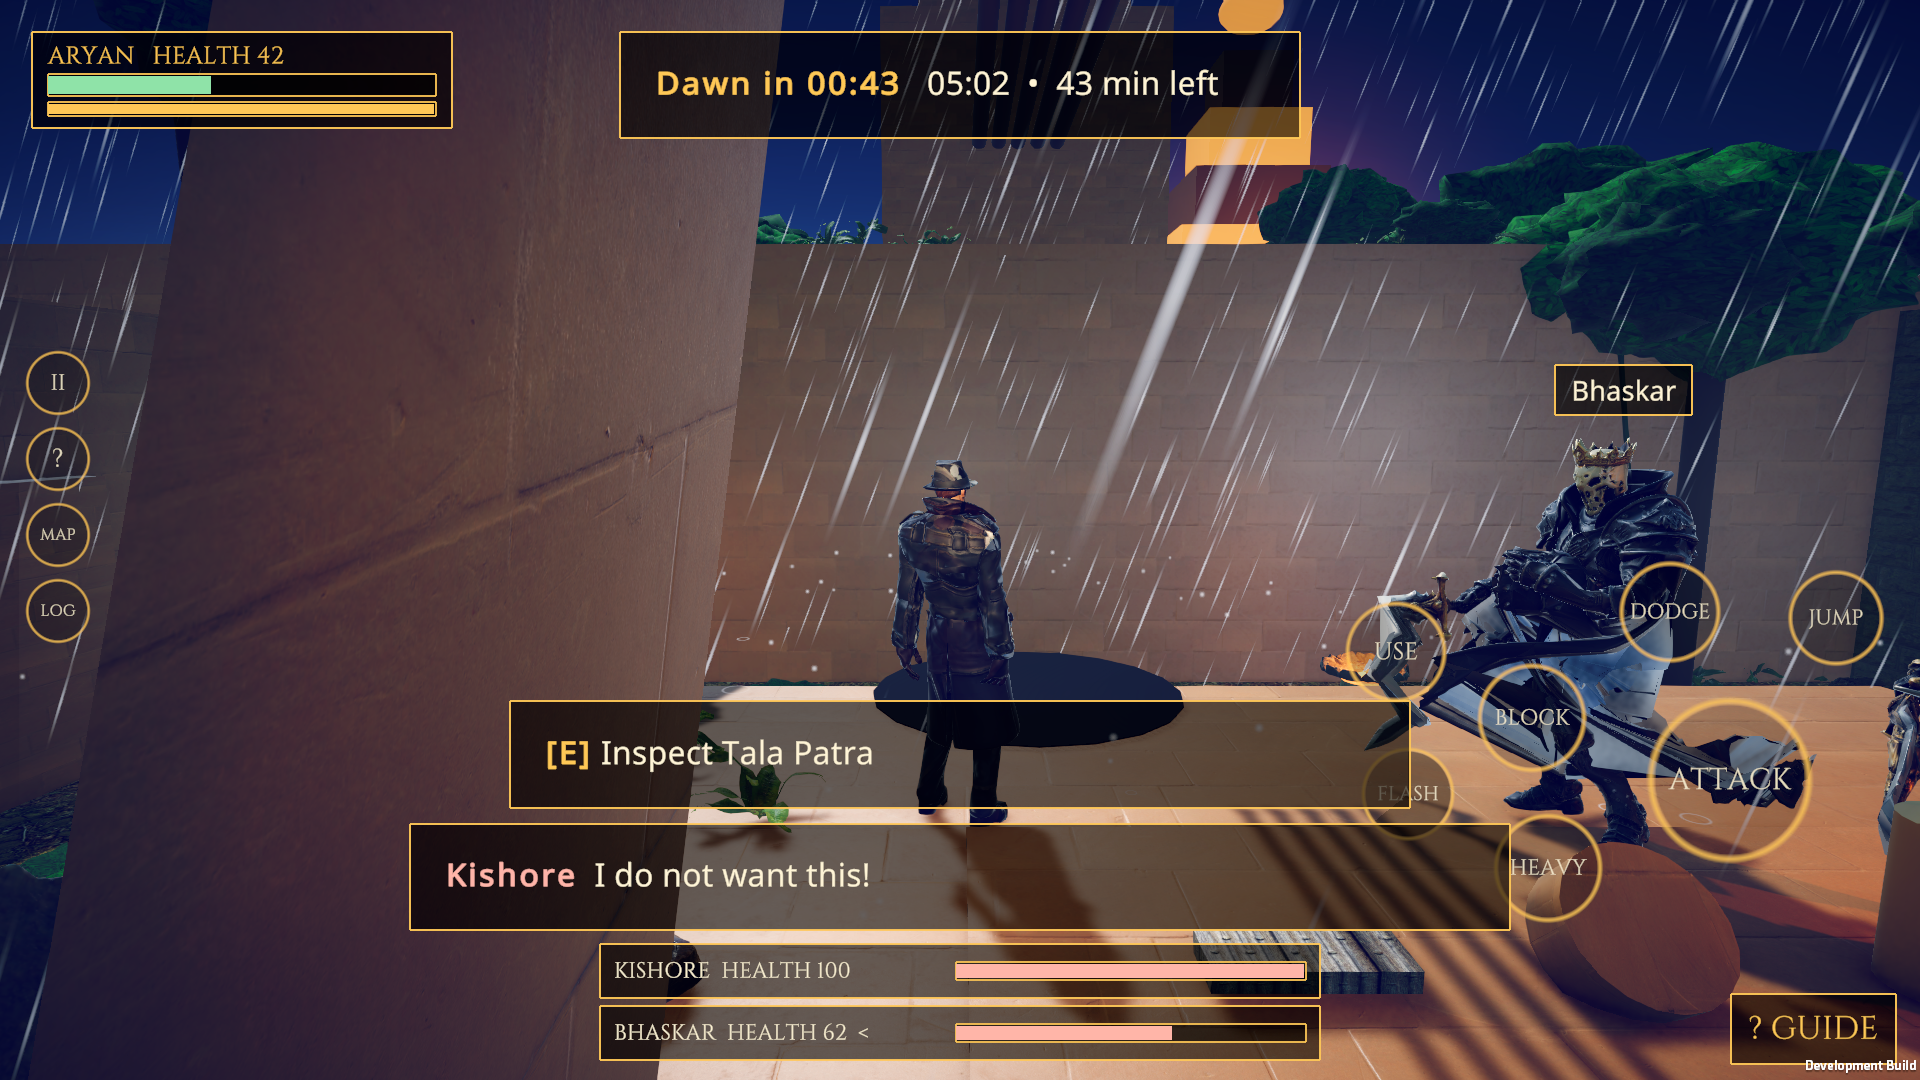 ARYAN HEALTH 42
Dawn in 00:43 05:02 • 43 min left
II
?
MAP
LOG
Bhaskar
DODGE
JUMP
USE
BLOCK
ATTACK
FLASH
HEAVY
[E] Inspect Tala Patra
Kishore I do not want this!
KISHORE HEALTH 100
BHASKAR HEALTH 62 <
? GUIDE
Development Build